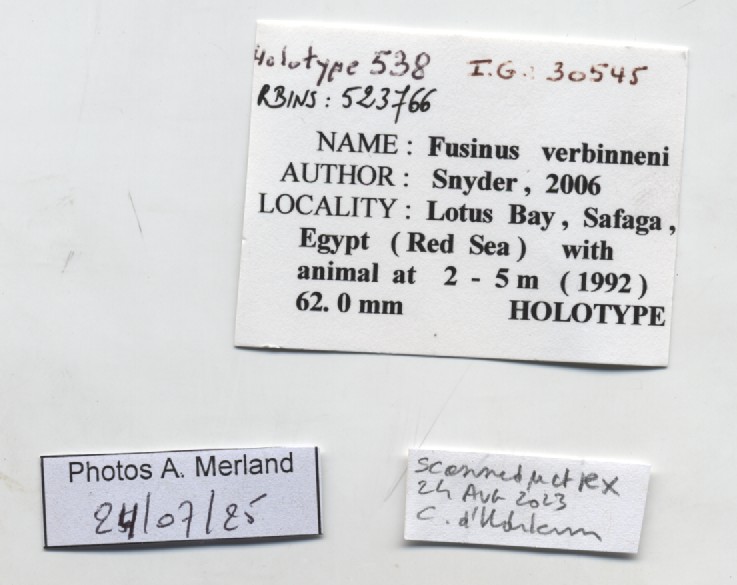 Holotype 538 I.G.: 30545
RBINS: 523766
NAME : Fusinus verbinneni
AUTHOR : Snyder, 2006
LOCALITY : Lotus Bay, Safaga,
Egypt (Red Sea) with
animal at 2 - 5 m (1992)
62.0 mm HOLOTYPE
Photos A. Merland
24/07/25
scanned
24 Aug 2023
C.